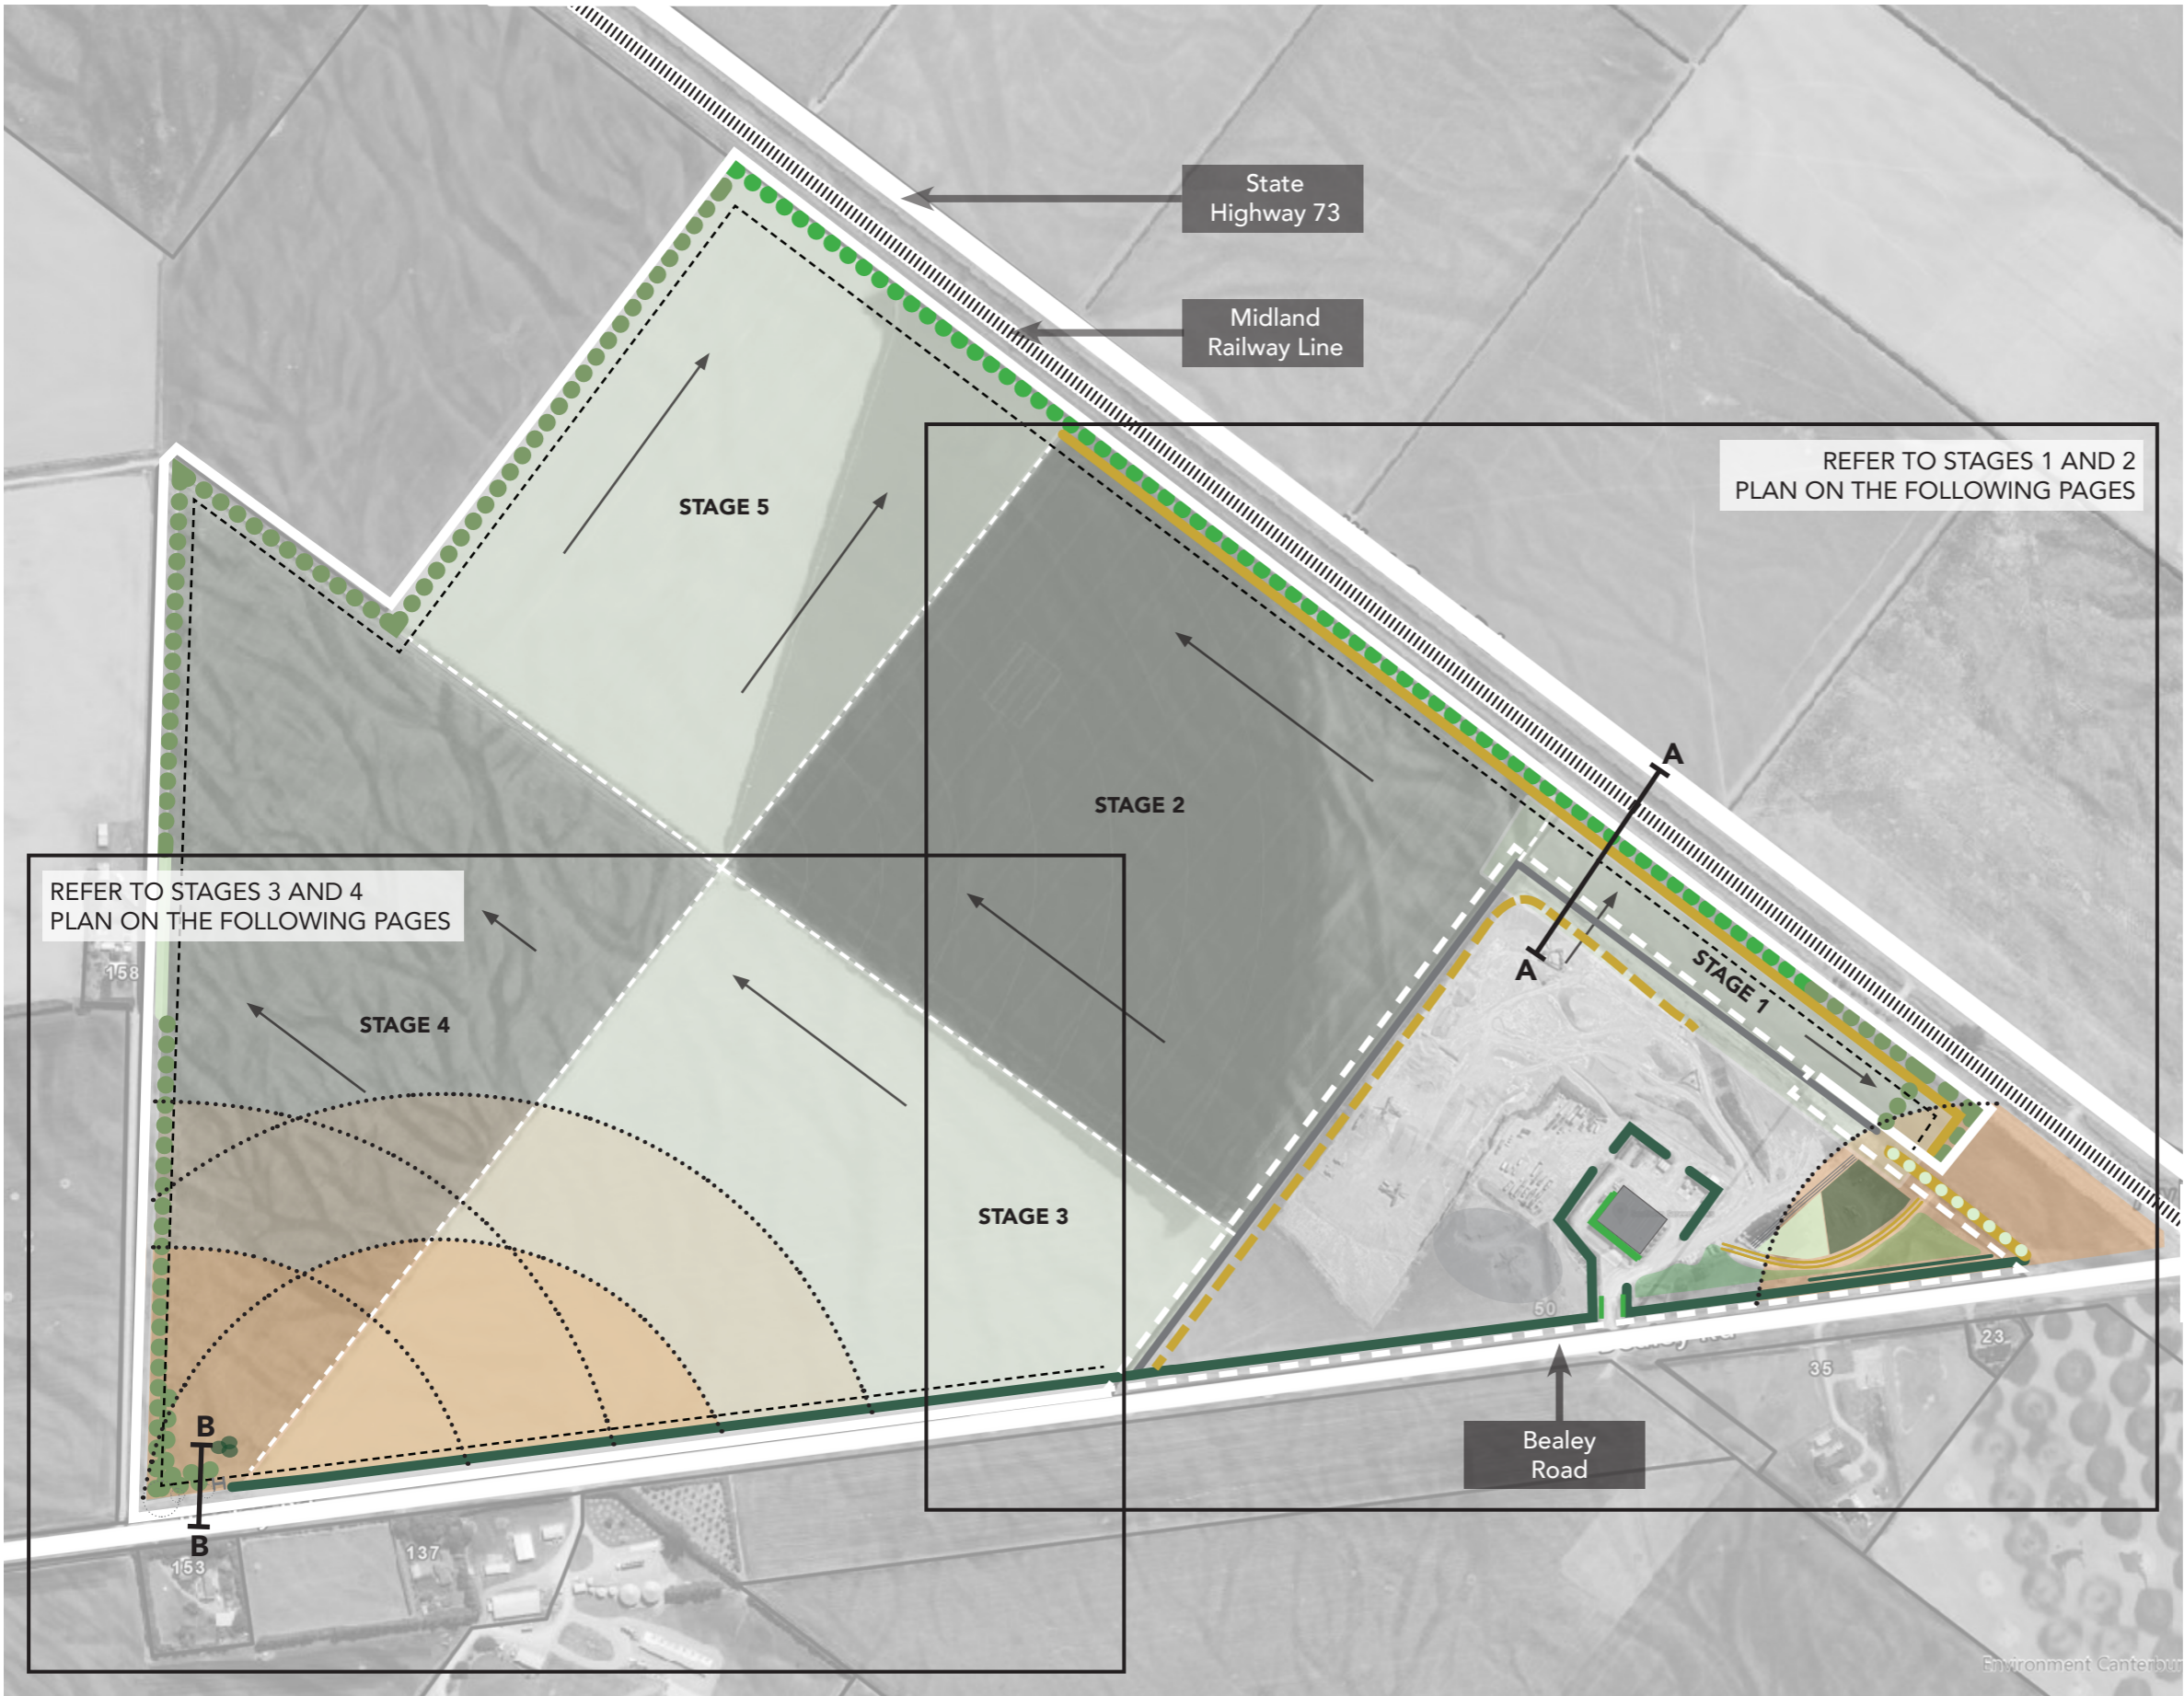 State
Highway 73
Midland
Railway Line
REFER TO STAGES 1 AND 2
PLAN ON THE FOLLOWING PAGES
STAGE 5
A
STAGE 2
REFER TO STAGES 3 AND 4
PLAN ON THE FOLLOWING PAGES
158
A
STAGE 1
STAGE 4
STAGE 3
50
23
35
B
Bealey
Road
B
153
137